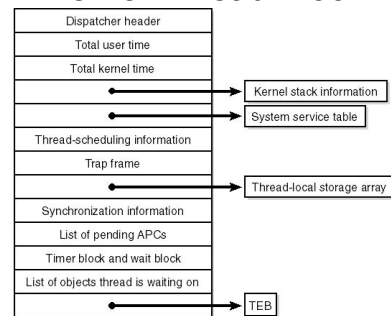 Dispatcher header
Total user time
Total kernel time
Kernel stack information
System service table
Thread-scheduling information
Trap frame
Thread-local storage array
Synchronization information
List of pending APCs
Timer block and wait block
List of objects thread is waiting on
TEB